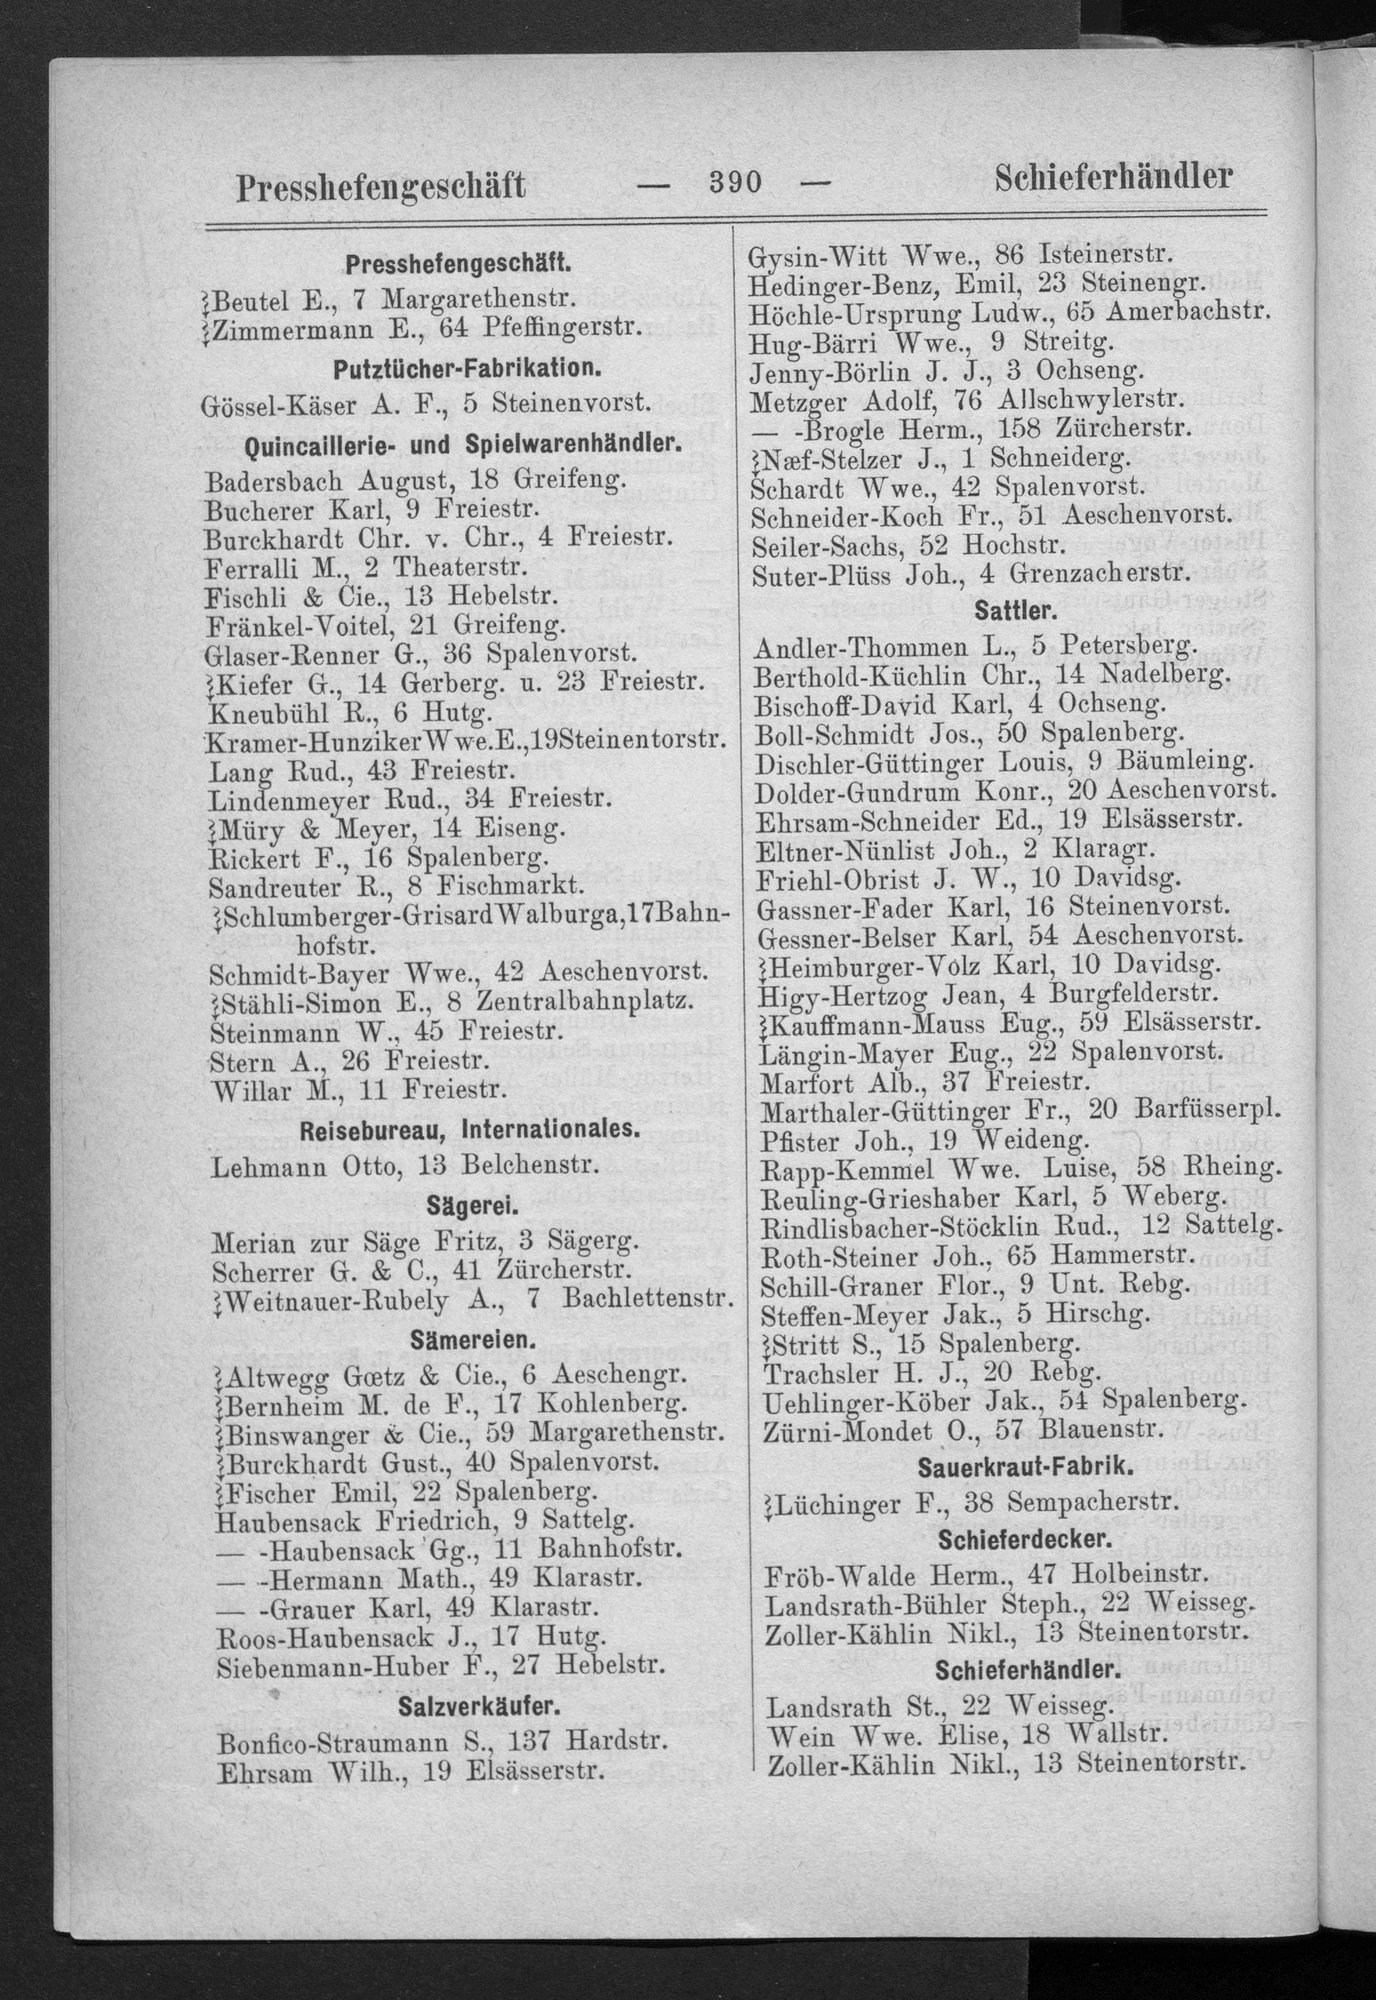 Presshefengeschäft — 390 — Schieferhändler
Presshefengeschäft.
⚳Beutel E., 7 Margarethenstr.
⚳Zimmermann E., 64 Pfeffingerstr.
Putztücher-Fabrikation.
Gössel-Käser A. F., 5 Steinenvorst.
Quincaillerie- und Spielwarenhändler.
Badersbach August, 18 Greifeng.
Bucherer Karl, 9 Freiestr.
Burckhardt Chr. v. Chr., 4 Freiestr.
Ferralli M., 2 Theaterstr.
Fischli & Cie., 13 Hebelstr.
Fränkel-Voitel, 21 Greifeng.
Glaser-Renner G., 36 Spalenvorst.
⚳Kiefer G., 14 Gerberg. u. 23 Freiestr.
Kneubühl R., 6 Hutg.
Kramer-Hunziker Wwe. E., 19 Steinentorstr.
Lang Rud., 43 Freiestr.
Lindenmeyer Rud., 34 Freiestr.
⚳Müry & Meyer, 14 Eiseng.
Rickert F., 16 Spalenberg.
Sandreuter R., 8 Fischmarkt.
⚳Schlumberger-Grisard Walburga, 17 Bahn-
hofstr.
Schmidt-Bayer Wwe., 42 Aeschenvorst.
⚳Stähli-Simon E., 8 Zentralbahnplatz.
Steinmann W., 45 Freiestr.
Stern A., 26 Freiestr.
Willar M., 11 Freiestr.
Reisebureau, Internationales.
Lehmann Otto, 13 Belchenstr.
Sägerei.
Merian zur Säge Fritz, 3 Sägerg.
Scherrer G. & C., 41 Zürcherstr.
⚳Weitnauer-Rubely A., 7 Bachlettenstr.
Sämereien.
⚳Altwegg Gœtz & Cie., 6 Aeschengr.
⚳Bernheim M. de F., 17 Kohlenberg.
⚳Binswanger & Cie., 59 Margarethenstr.
⚳Burckhardt Gust., 40 Spalenvorst.
⚳Fischer Emil, 22 Spalenberg.
Haubensack Friedrich, 9 Sattelg.
— -Haubensack Gg., 11 Bahnhofstr.
— -Hermann Math., 49 Klarastr.
— -Grauer Karl, 49 Klarastr.
Roos-Haubensack J., 17 Hutg.
Siebenmann-Huber F., 27 Hebelstr.
Salzverkäufer.
Bonfico-Straumann S., 137 Hardstr.
Ehrsam Wilh., 19 Elsässerstr.
Gysin-Witt Wwe., 86 Isteinerstr.
Hedinger-Benz, Emil, 23 Steinengr.
Höchle-Ursprung Ludw., 65 Amerbachstr.
Hug-Bärri Wwe., 9 Streitg.
Jenny-Börlin J. J., 3 Ochseng.
Metzger Adolf, 76 Allschwylerstr.
— -Brogle Herm., 158 Zürcherstr.
⚳Næf-Stelzer J., 1 Schneiderg.
Schardt Wwe., 42 Spalenvorst.
Schneider-Koch Fr., 51 Aeschenvorst.
Seiler-Sachs, 52 Hochstr.
Suter-Plüss Joh., 4 Grenzacherstr.
Sattler.
Andler-Thommen L., 5 Petersberg.
Berthold-Küchlin Chr., 14 Nadelberg.
Bischoff-David Karl, 4 Ochseng.
Boll-Schmidt Jos., 50 Spalenberg.
Dischler-Güttinger Louis, 9 Bäumleing.
Dolder-Gundrum Konr., 20 Aeschenvorst.
Ehrsam-Schneider Ed., 19 Elsässerstr.
Eltner-Nünlist Joh., 2 Klaragr.
Friehl-Obrist J. W., 10 Davidsg.
Gassner-Fader Karl, 16 Steinenvorst.
Gessner-Belser Karl, 54 Aeschenvorst.
⚳Heimburger-Volz Karl, 10 Davidsg.
Higy-Hertzog Jean, 4 Burgfelderstr.
⚳Kauffmann-Mauss Eug., 59 Elsässerstr.
Längin-Mayer Eug., 22 Spalenvorst.
Marfort Alb., 37 Freiestr.
Marthaler-Güttinger Fr., 20 Barfüsserpl.
Pfister Joh., 19 Weideng.
Rapp-Kemmel Wwe. Luise, 58 Rheing.
Reuling-Grieshaber Karl, 5 Weberg.
Rindlisbacher-Stöcklin Rud., 12 Sattelg.
Roth-Steiner Joh., 65 Hammerstr.
Schill-Graner Flor., 9 Unt. Rebg.
Steffen-Meyer Jak., 5 Hirschg.
⚳Stritt S., 15 Spalenberg.
Trachsler H. J., 20 Rebg.
Uehlinger-Köber Jak., 54 Spalenberg.
Zürni-Mondet O., 57 Blauenstr.
Sauerkraut-Fabrik.
⚳Lüchinger F., 38 Sempacherstr.
Schieferdecker.
Fröb-Walde Herm., 47 Holbeinstr.
Landsrath-Bühler Steph., 22 Weisseg.
Zoller-Kählin Nikl., 13 Steinentorstr.
Schieferhändler.
Landsrath St., 22 Weisseg.
Wein Wwe. Elise, 18 Wallstr.
Zoller-Kählin Nikl., 13 Steinentorstr.